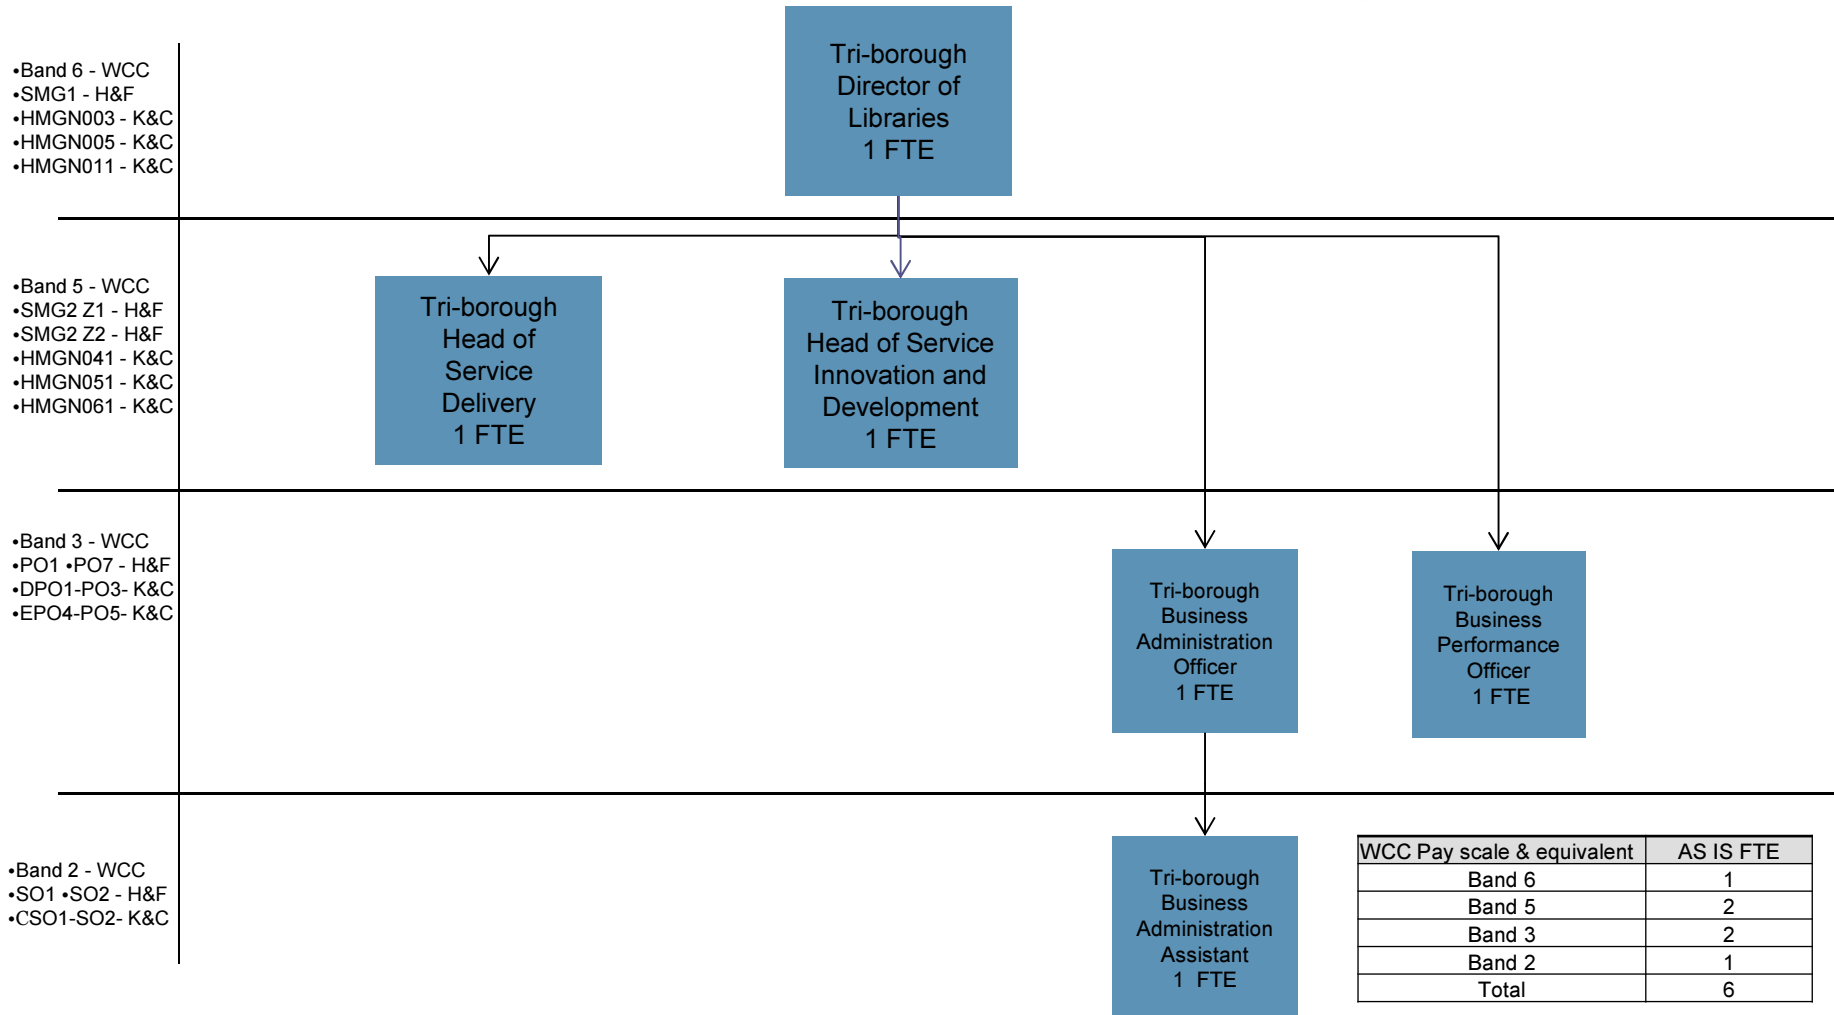 Tri-borough
Director of
Libraries
1 FTE
•Band 6 - WCC
•SMG1 - H&F
•HMGN003 - K&C
•HMGN005 - K&C
•HMGN011 - K&C
•Band 5 - WCC
•SMG2 Z1 - H&F
•SMG2 Z2 - H&F
•HMGN041 - K&C
•HMGN051 - K&C
•HMGN061 - K&C
Tri-borough
Head of
Service
Delivery
1 FTE
Tri-borough
Head of Service
Innovation and
Development
1 FTE
•Band 3 - WCC
•PO1 •PO7 - H&F
•DPO1-PO3- K&C
•EPO4-PO5- K&C
Tri-borough
Business
Administration
Officer
1 FTE
Tri-borough
Business
Performance
Officer
1 FTE
•Band 2 - WCC
•SO1 •SO2 - H&F
•CSO1-SO2- K&C
Tri-borough
Business
Administration
Assistant
1 FTE
WCC Pay scale & equivalent AS IS FTE
Band 6 1
Band 5 2
Band 3 2
Band 2 1
Total 6